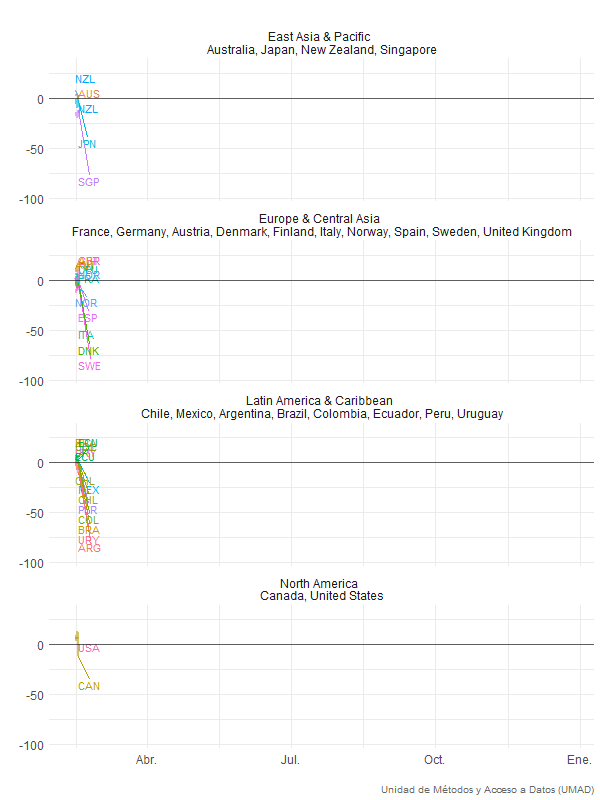 East Asia & Pacific
Australia, Japan, New Zealand, Singapore
NZL
AUS
0
NZL
JPN
-50
SGP
-100
Europe & Central Asia
France, Germany, Austria, Denmark, Finland, Italy, Norway, Spain, Sweden, United Kingdom
0
NOR
ESP
ITA
-50
DNK
SWE
-100
Latin America & Caribbean
Chile, Mexico, Argentina, Brazil, Colombia, Ecuador, Peru, Uruguay
ECU
0
MEX
CHL
PER
-50
COL
BRA
URY
ARG
-100
North America
Canada, United States
0
USA
CAN
-50
-100
Abr.
Jul.
Oct.
Ene.
Unidad de Métodos y Acceso a Datos (UMAD)